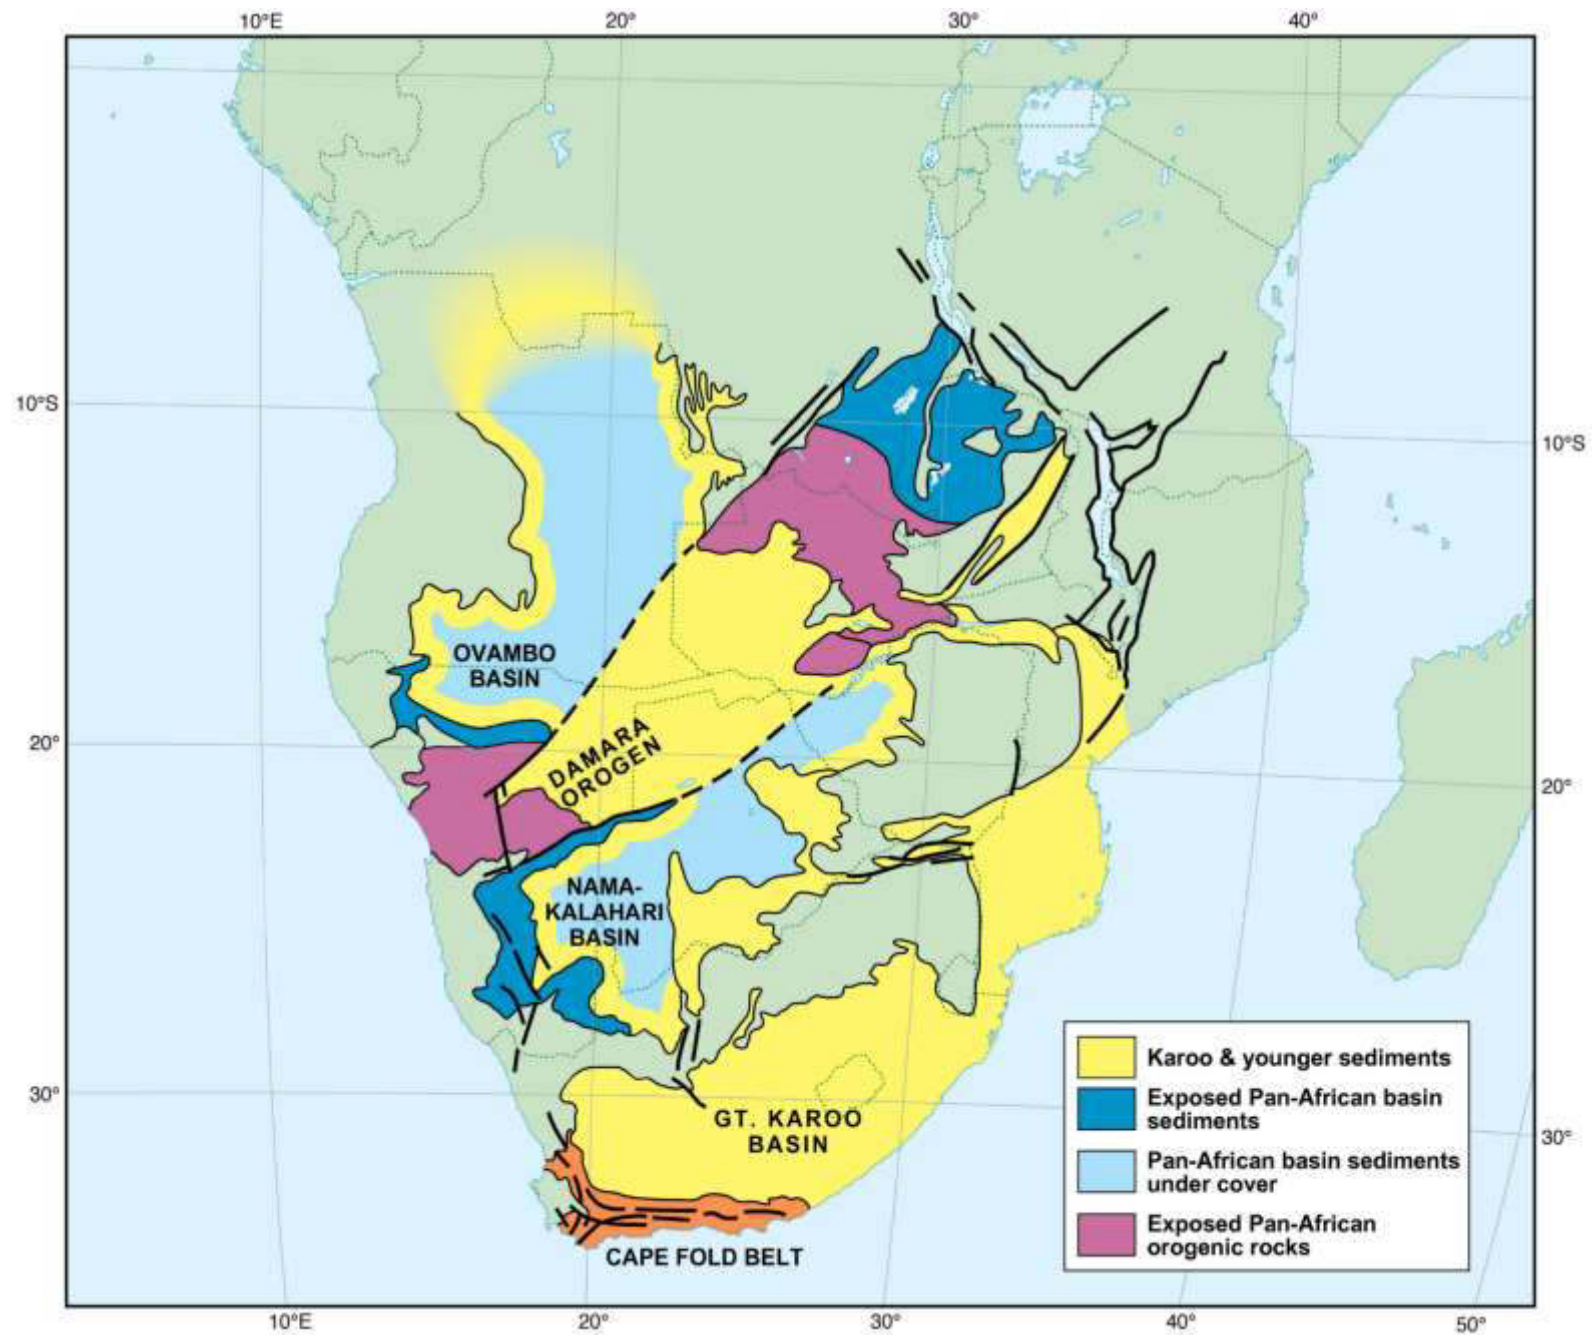 10°E 20° 30° 40°
10°S
10°S
OVAMBO
BASIN
20°
DAMARA
OROGEN
20°
NAMA-
KALAHARI
BASIN
30°
GT. KAROO
BASIN
30°
CAPE FOLD BELT
Karoo & younger sediments
Exposed Pan-African basin
sediments
Pan-African basin sediments
under cover
Exposed Pan-African
orogenic rocks
10°E 20° 30° 40° 50°